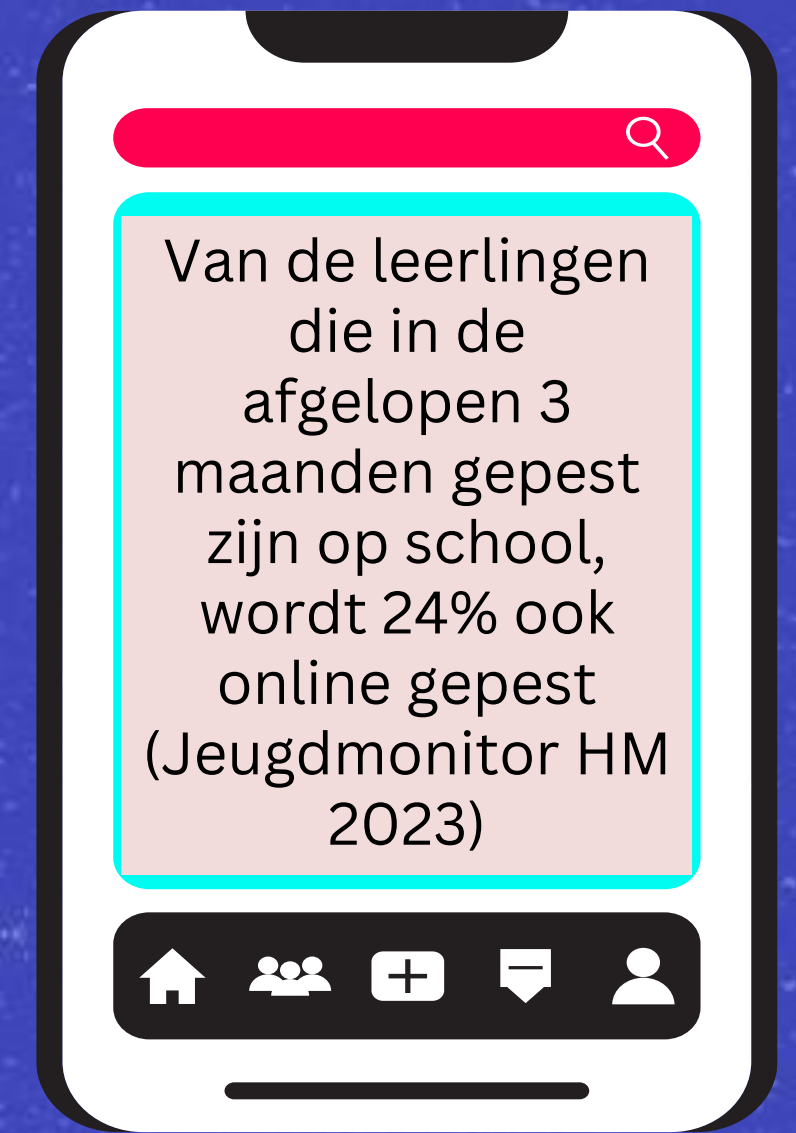 Van de leerlingen
die in de
afgelopen 3
maanden gepest
zijn op school,
wordt 24% ook
online gepest
(Jeugdmonitor HM
2023)